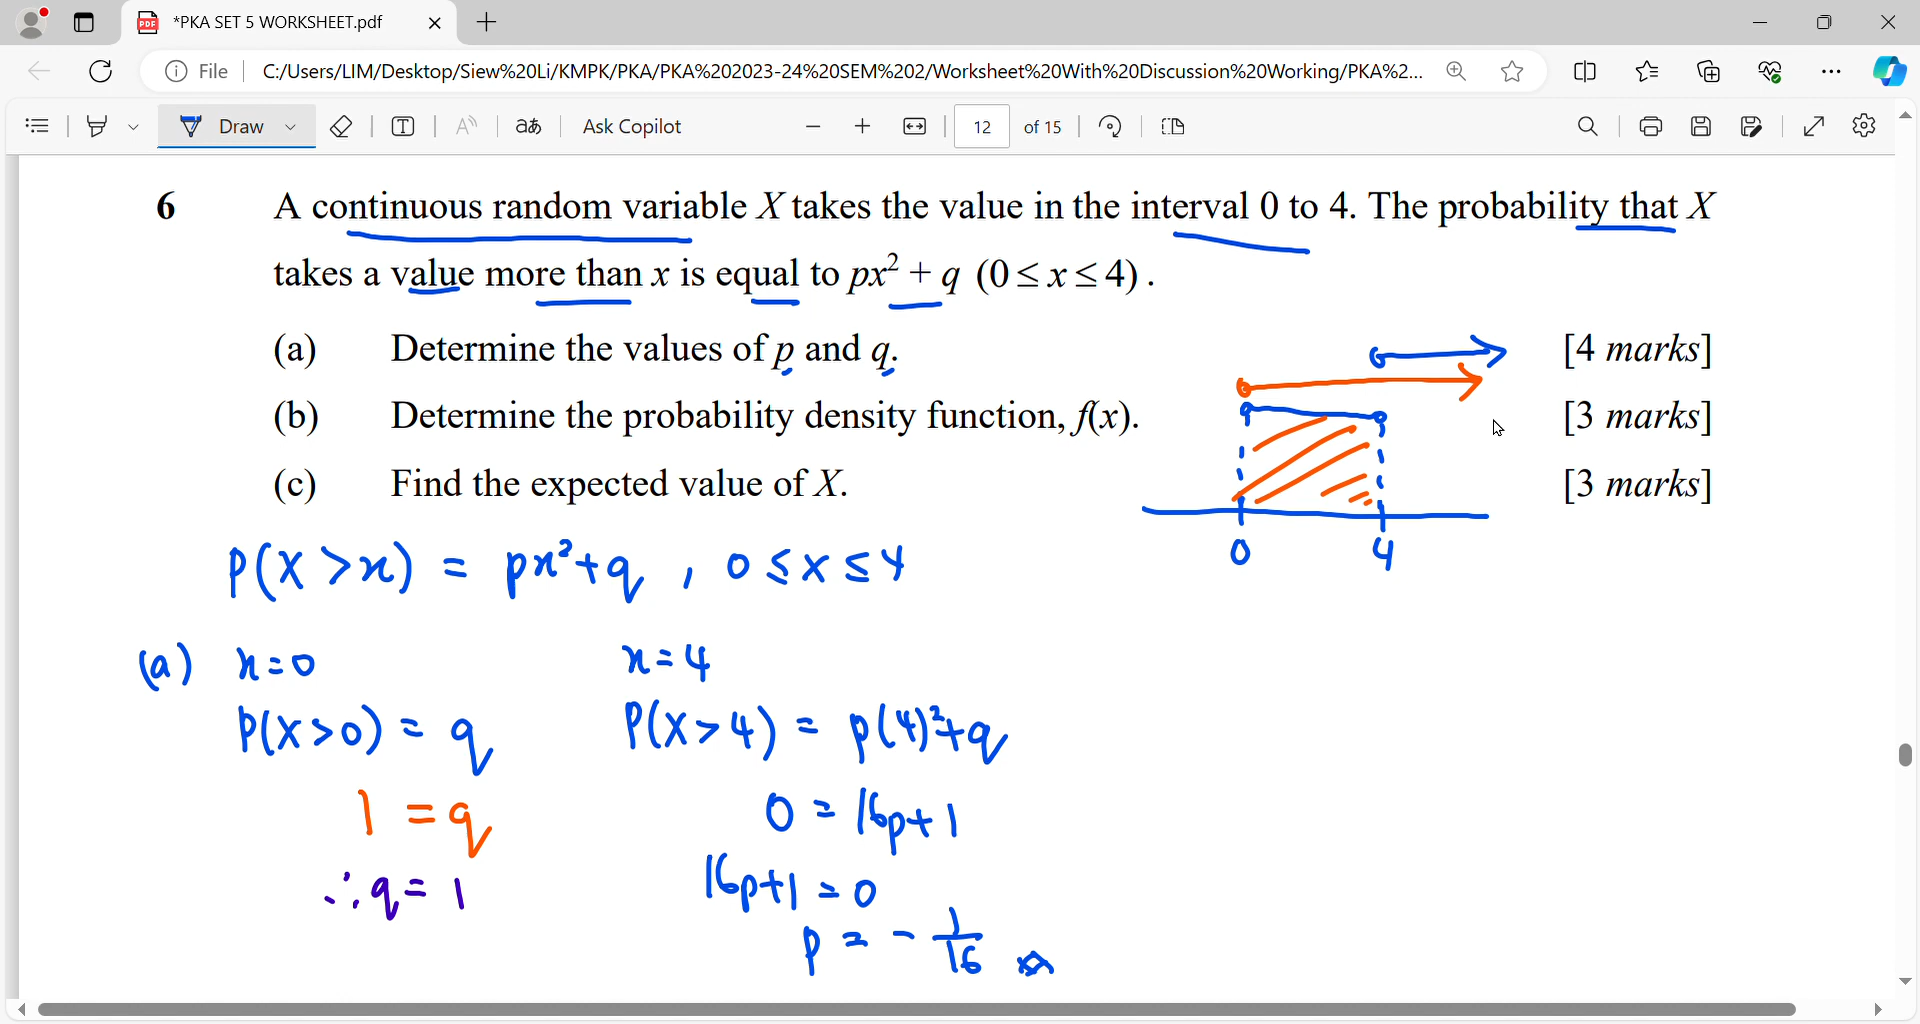 *PKA SET 5 WORKSHEET.pdf
File
C:/Users/LIM/Desktop/Siew%20Li/KMPK/PKA/PKA%202023-24%20SEM%202/Worksheet%20With%20Discussion%20Working/PKA%2...
Draw
Ask Copilot
12 of 15
6 A continuous random variable X takes the value in the interval 0 to 4. The probability that X
takes a value more than x is equal to px² + q (0 ≤ x ≤ 4) .
(a) Determine the values of p and q. [4 marks]
(b) Determine the probability density function, f(x). [3 marks]
(c) Find the expected value of X. [3 marks]
0 4
P(X > x) = px² + q , 0 ≤ x ≤ 4
(a) x = 0 x = 4
P(X > 0) = q P(X > 4) = p(4)² + q
1 = q 0 = 16p + 1
∴ q = 1 16p + 1 = 0
p = - 1/16